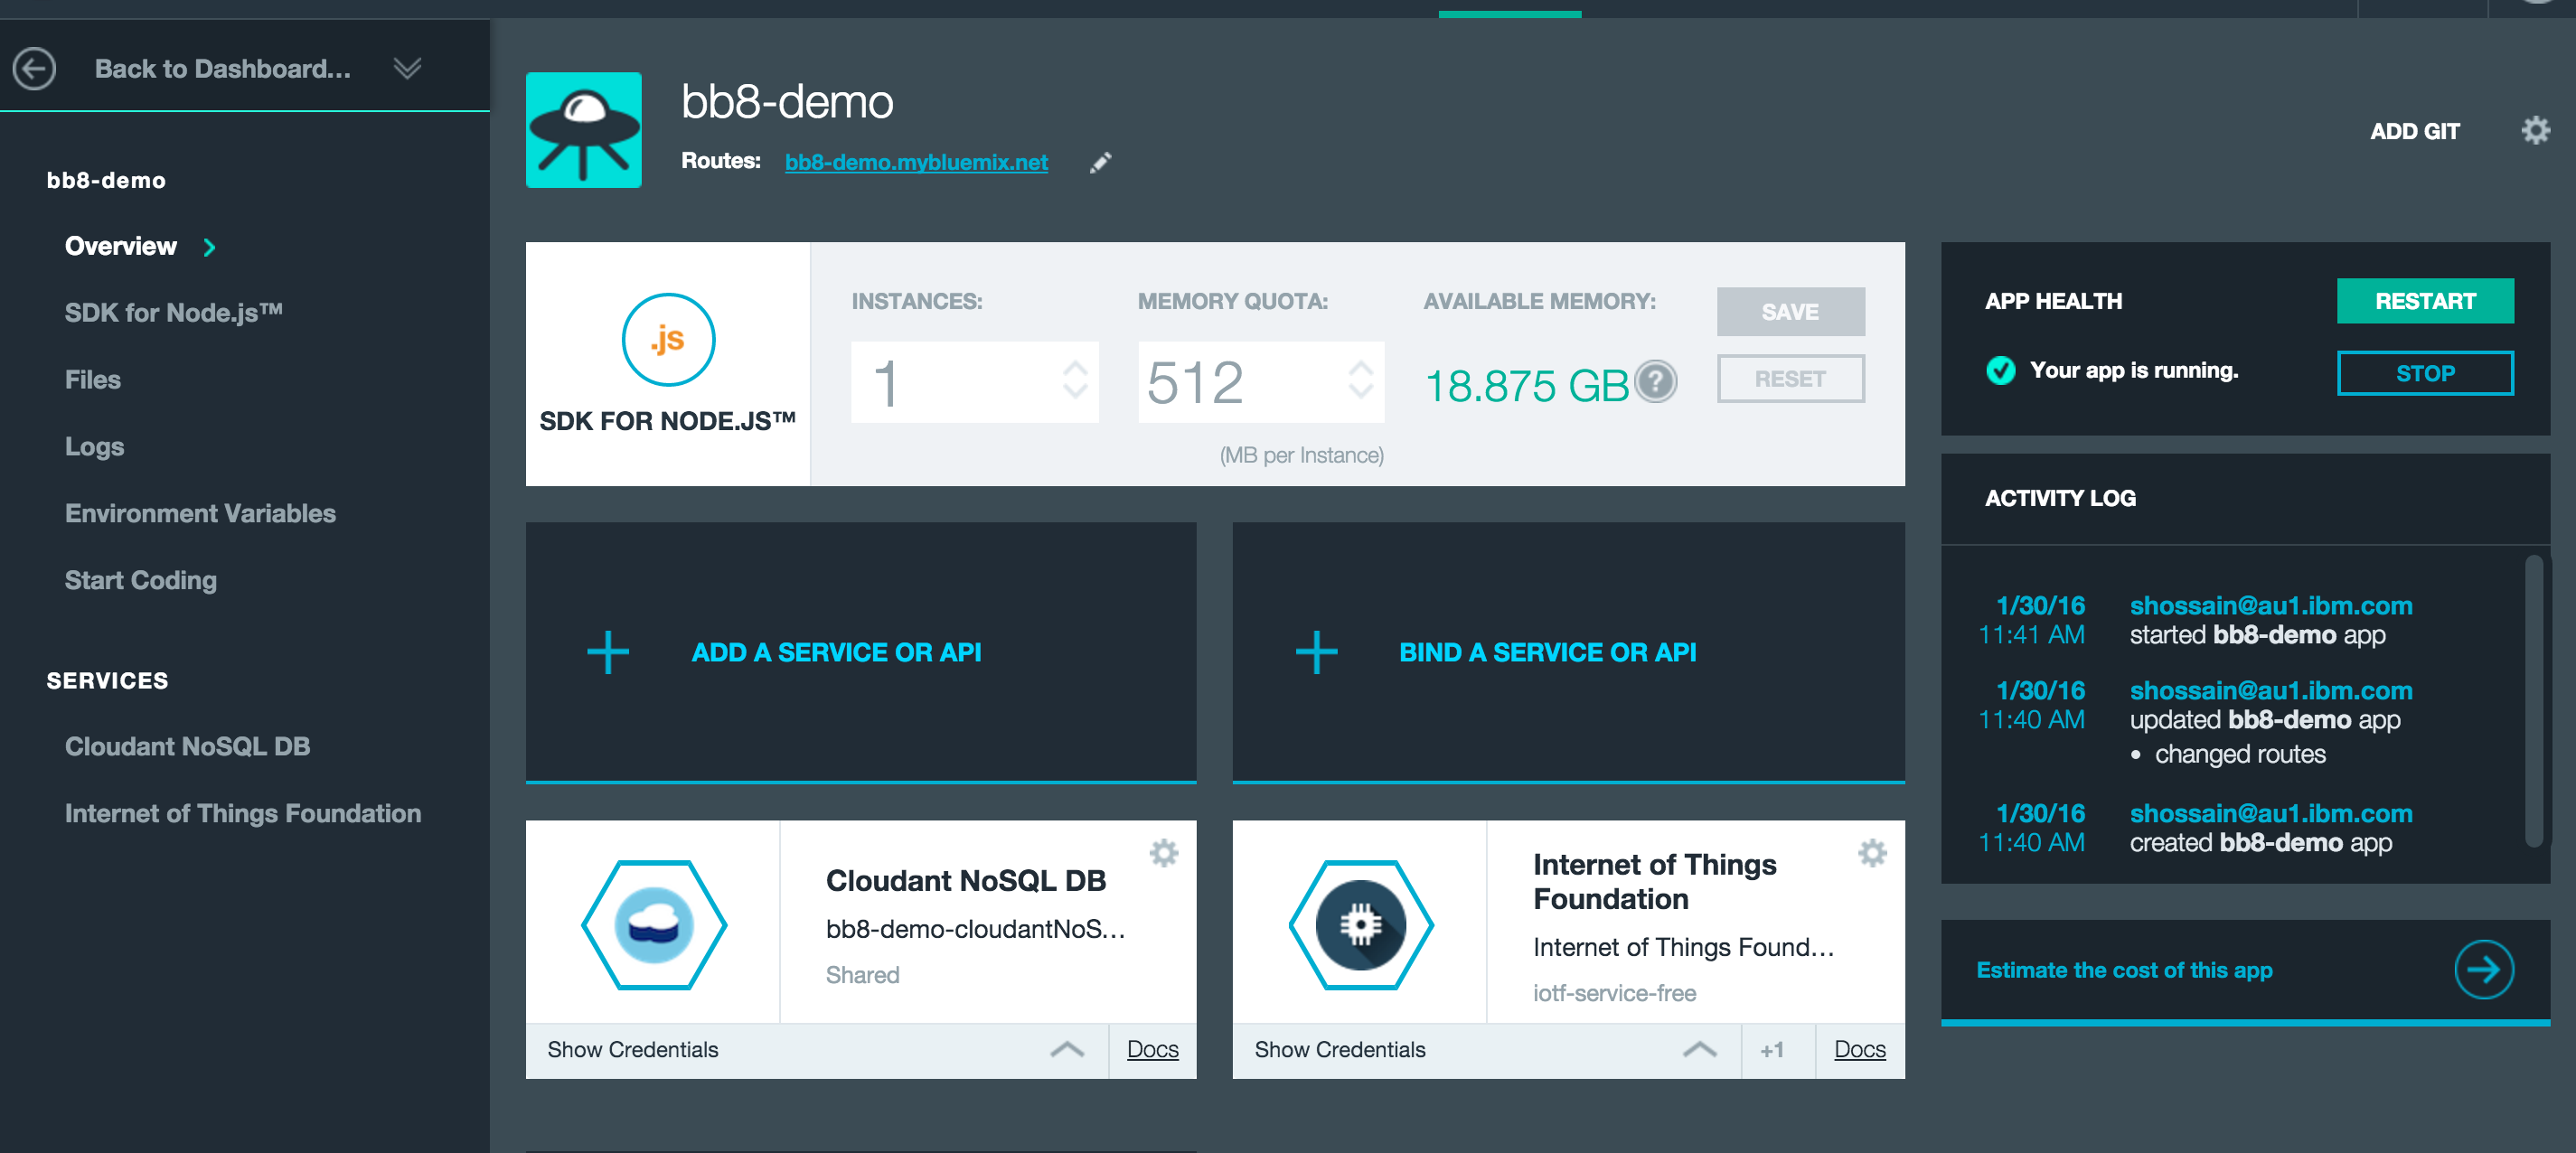 Back to Dashboard...
bb8-demo
Overview
SDK for Node.js™
Files
Logs
Environment Variables
Start Coding
SERVICES
Cloudant NoSQL DB
Internet of Things Foundation
bb8-demo
Routes: bb8-demo.mybluemix.net
ADD GIT
.js
SDK FOR NODE.JS™
INSTANCES:
1
MEMORY QUOTA:
512
(MB per Instance)
AVAILABLE MEMORY:
18.875 GB ?
SAVE
RESET
ADD A SERVICE OR API
BIND A SERVICE OR API
Cloudant NoSQL DB
bb8-demo-cloudantNoS...
Shared
Show Credentials
Docs
Internet of Things
Foundation
Internet of Things Found...
iotf-service-free
Show Credentials
+1
Docs
APP HEALTH
RESTART
Your app is running.
STOP
ACTIVITY LOG
1/30/16 shossain@au1.ibm.com
11:41 AM started bb8-demo app
1/30/16 shossain@au1.ibm.com
11:40 AM updated bb8-demo app
• changed routes
1/30/16 shossain@au1.ibm.com
11:40 AM created bb8-demo app
Estimate the cost of this app